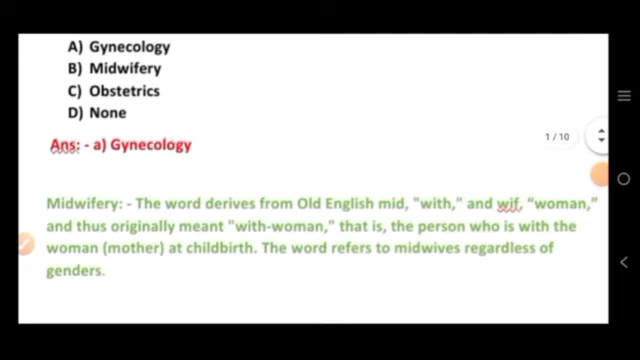 A) Gynecology
B) Midwifery
C) Obstetrics
D) None
Ans: - a) Gynecology
1 / 10
Midwifery: - The word derives from Old English mid, "with," and wif, “woman,”
and thus originally meant "with-woman," that is, the person who is with the
woman (mother) at childbirth. The word refers to midwives regardless of
genders.